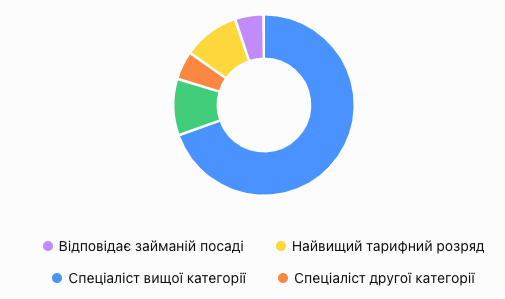 Відповідає займаній посаді
Найвищий тарифний розряд
Спеціаліст вищої категорії
Спеціаліст другої категорії